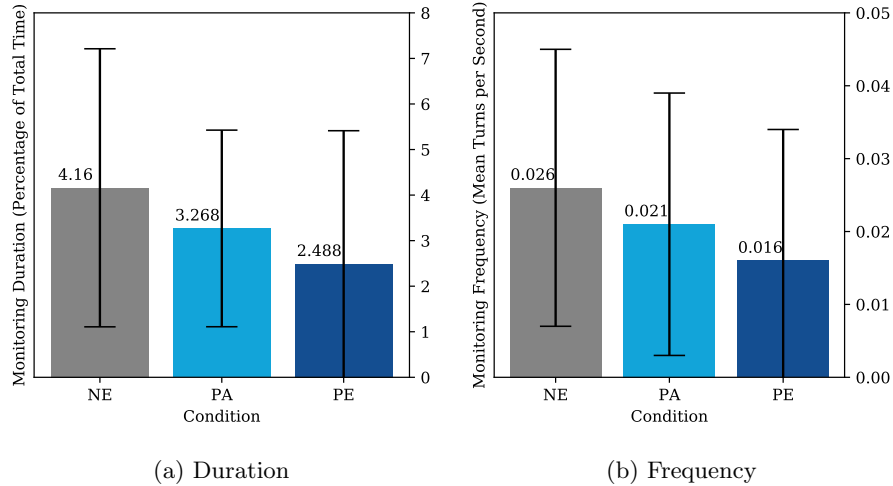 Monitoring Duration (Percentage of Total Time)
8
7
6
5
4
3
2
1
0
4.16
3.268
2.488
NE PA PE
Condition
(a) Duration
Monitoring Frequency (Mean Turns per Second)
0.05
0.04
0.03
0.02
0.01
0.00
0.026
0.021
0.016
NE PA PE
Condition
(b) Frequency